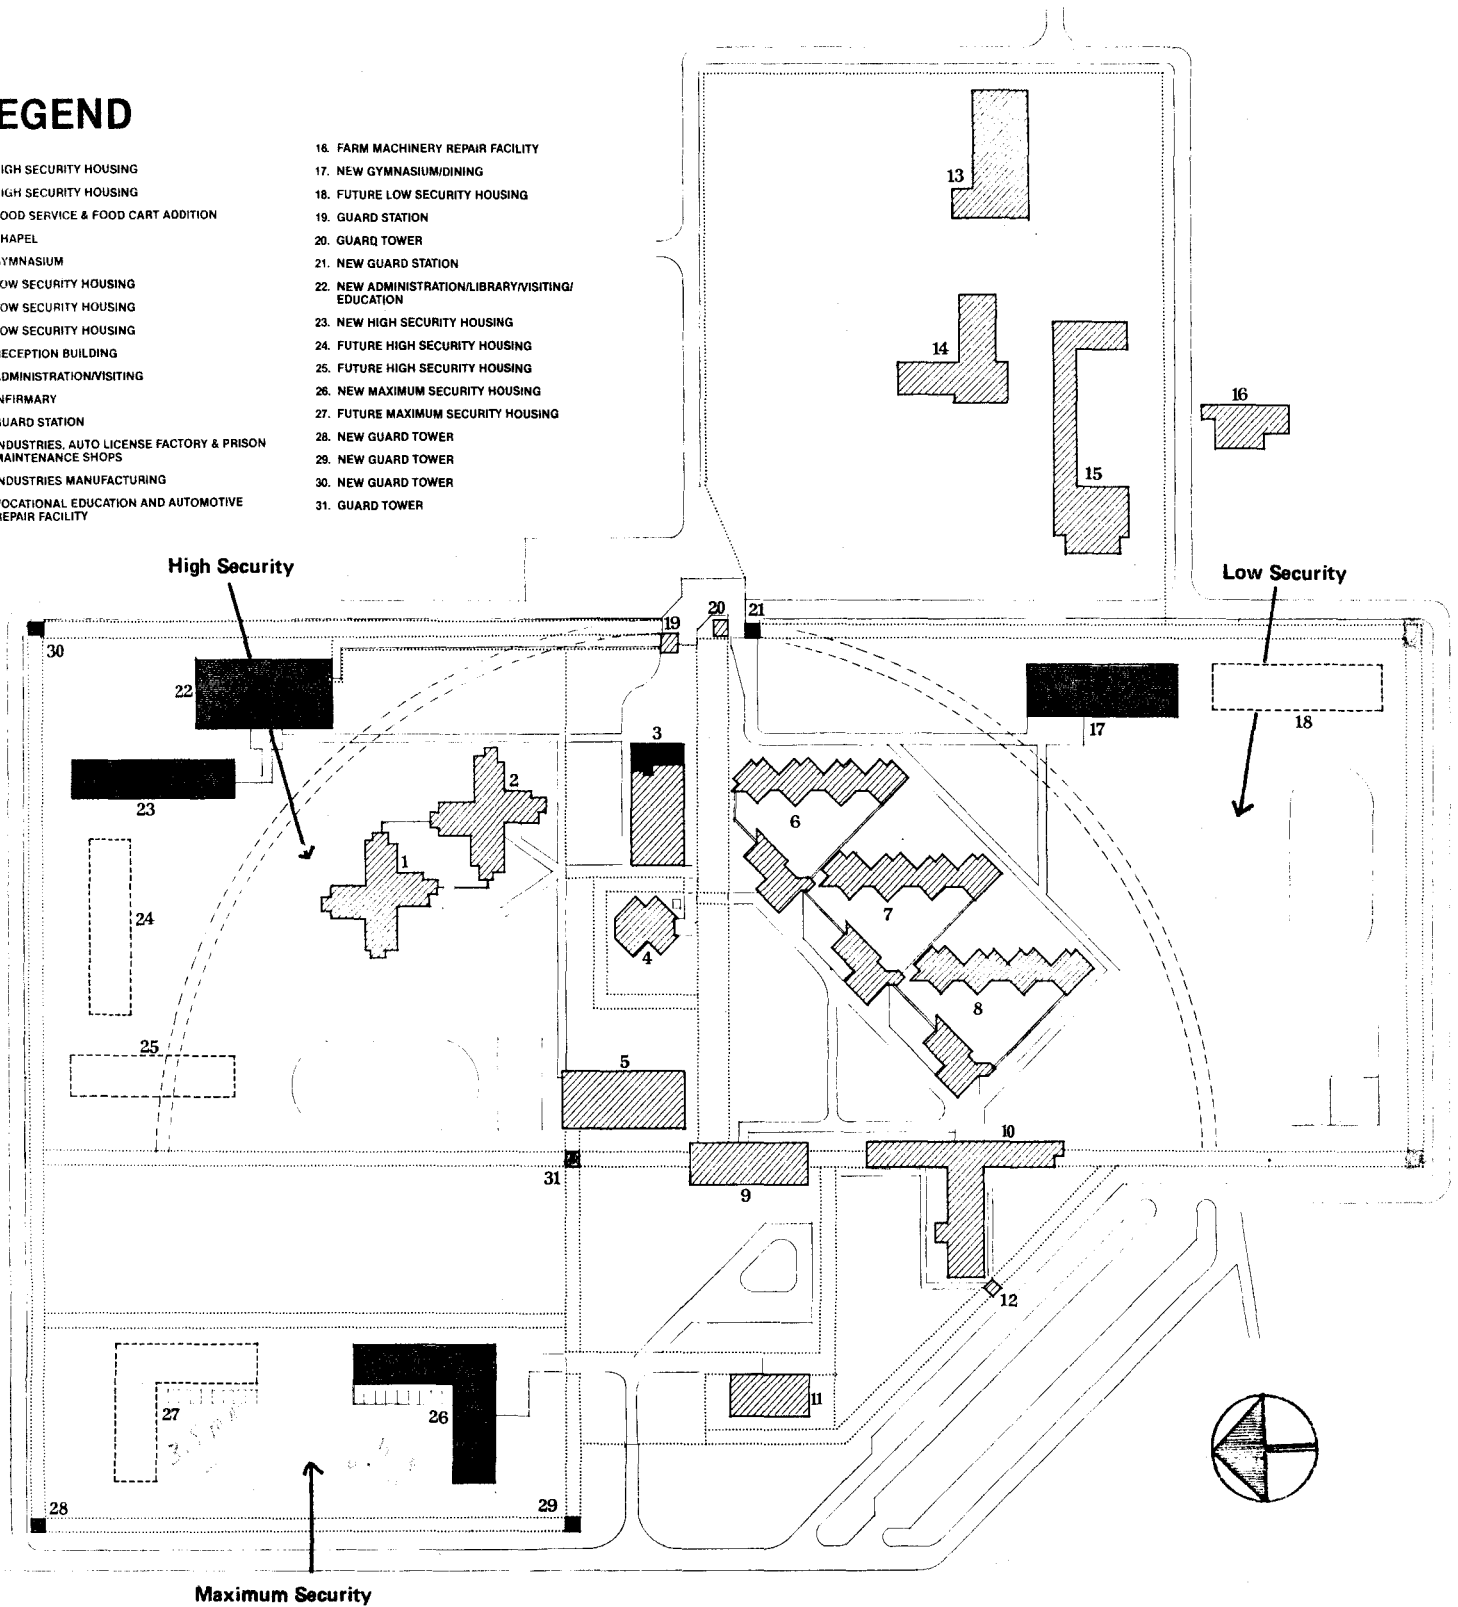 EGEND
IGH SECURITY HOUSING
IGH SECURITY HOUSING
OOD SERVICE & FOOD CART ADDITION
HAPEL
YMNASIUM
OW SECURITY HOUSING
OW SECURITY HOUSING
OW SECURITY HOUSING
ECEPTION BUILDING
DMINISTRATION/VISITING
NFIRMARY
UARD STATION
NDUSTRIES, AUTO LICENSE FACTORY & PRISON
MAINTENANCE SHOPS
NDUSTRIES MANUFACTURING
OCATIONAL EDUCATION AND AUTOMOTIVE
REPAIR FACILITY
16. FARM MACHINERY REPAIR FACILITY
17. NEW GYMNASIUM/DINING
18. FUTURE LOW SECURITY HOUSING
19. GUARD STATION
20. GUARD TOWER
21. NEW GUARD STATION
22. NEW ADMINISTRATION/LIBRARY/VISITING/
EDUCATION
23. NEW HIGH SECURITY HOUSING
24. FUTURE HIGH SECURITY HOUSING
25. FUTURE HIGH SECURITY HOUSING
26. NEW MAXIMUM SECURITY HOUSING
27. FUTURE MAXIMUM SECURITY HOUSING
28. NEW GUARD TOWER
29. NEW GUARD TOWER
30. NEW GUARD TOWER
31. GUARD TOWER
13
14
16
15
High Security
Low Security
20
21
19
30
22
17
18
3
2
23
6
1
24
7
4
8
25
5
10
31
9
12
11
27
26
28
29
Maximum Security